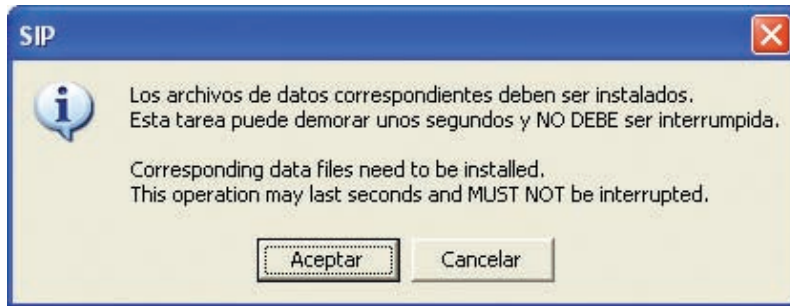 SIP
Los archivos de datos correspondientes deben ser instalados.
Esta tarea puede demorar unos segundos y NO DEBE ser interrumpida.
Corresponding data files need to be installed.
This operation may last seconds and MUST NOT be interrupted.
Aceptar
Cancelar